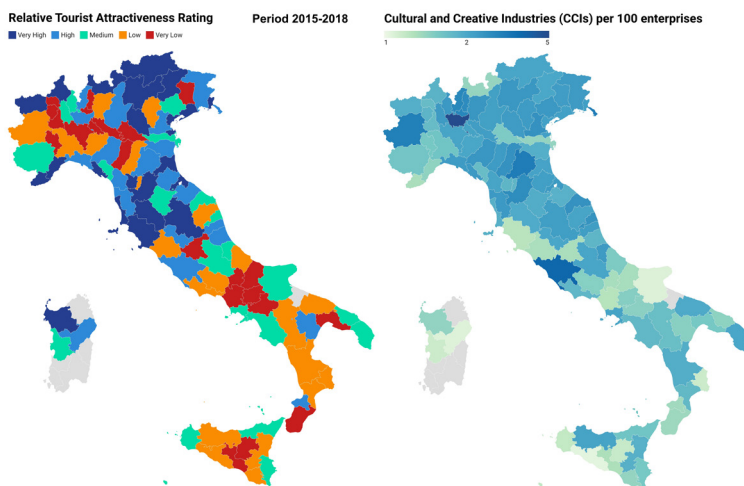 Relative Tourist Attractiveness Rating
Period 2015-2018
Very High High Medium Low Very Low
Cultural and Creative Industries (CCIs) per 100 enterprises
1 2 5